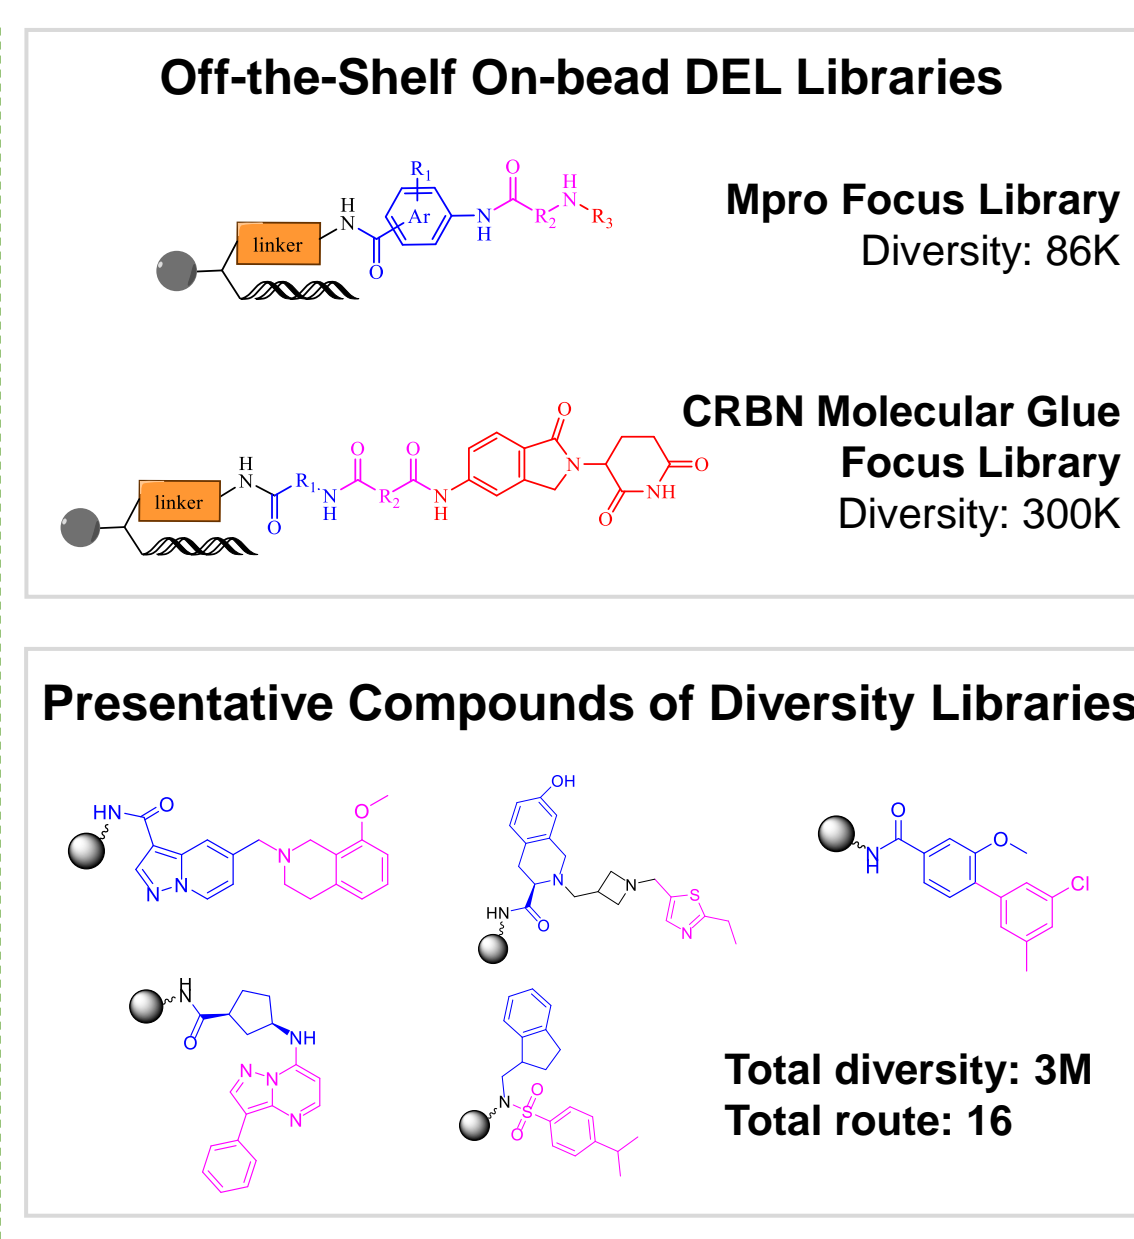 Off-the-Shelf On-bead DEL Libraries
R1
O
H
N
H
N
Ar
N
H
R2
R3
O
linker
Mpro Focus Library
Diversity: 86K
CRBN Molecular Glue
Focus Library
Diversity: 300K
O
O
O
H
N
R1
N
H
R2
N
H
N
O
NH
O
O
linker
Presentative Compounds of Diversity Libraries
HN
O
O
N
N
N
OH
N
N
S
N
HN
O
O
N
H
O
Cl
H
N
O
NH
N
N
N
N
O
S
O
Total diversity: 3M
Total route: 16